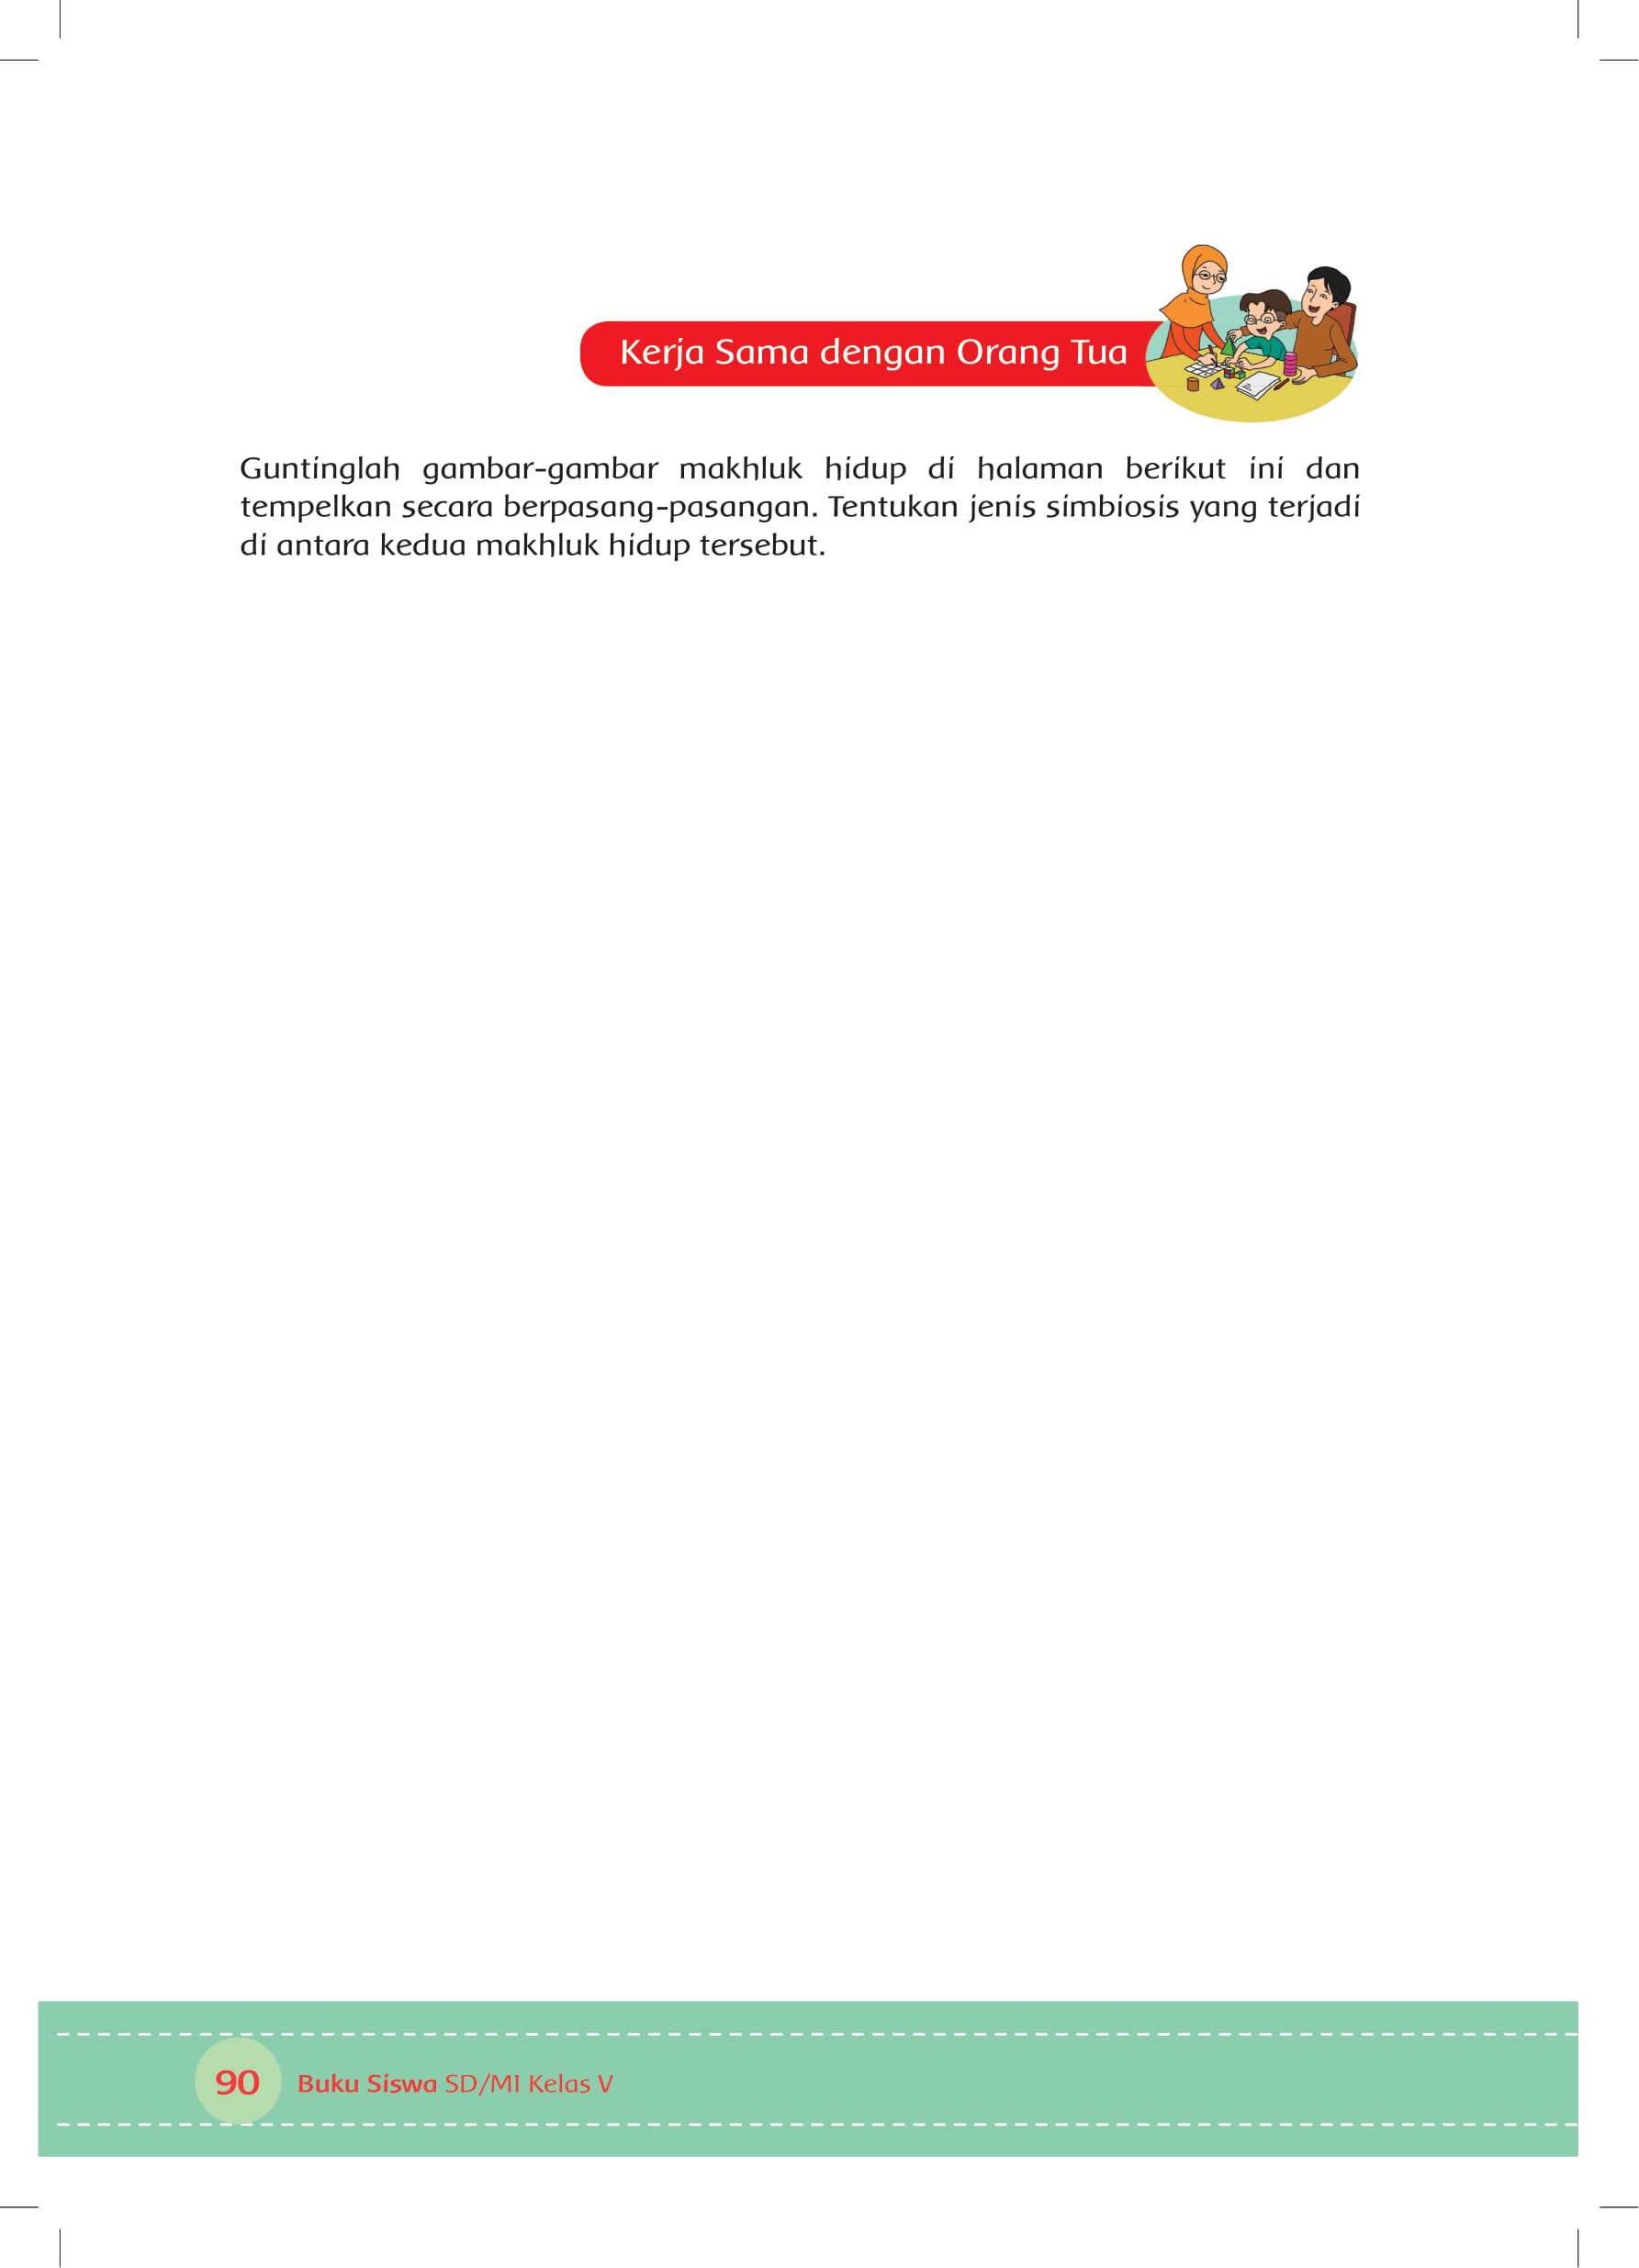 Kerja Sama dengan Orang Tua
Guntinglah gambar-gambar makhluk hidup di halaman berikut ini dan
tempelkan secara berpasang-pasangan. Tentukan jenis simbiosis yang terjadi
di antara kedua makhluk hidup tersebut.
90 Buku Siswa SD/MI Kelas V